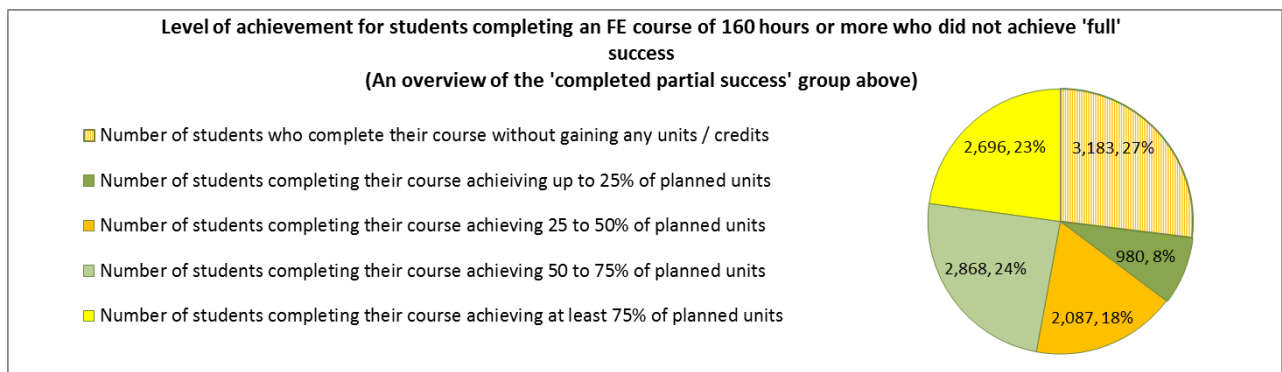 Level of achievement for students completing an FE course of 160 hours or more who did not achieve 'full'
success
(An overview of the 'completed partial success' group above)
Number of students who complete their course without gaining any units / credits
Number of students completing their course achieiving up to 25% of planned units
Number of students completing their course achieving 25 to 50% of planned units
Number of students completing their course achieving 50 to 75% of planned units
Number of students completing their course achieving at least 75% of planned units
2,696, 23%
3,183, 27%
980, 8%
2,868, 24%
2,087, 18%